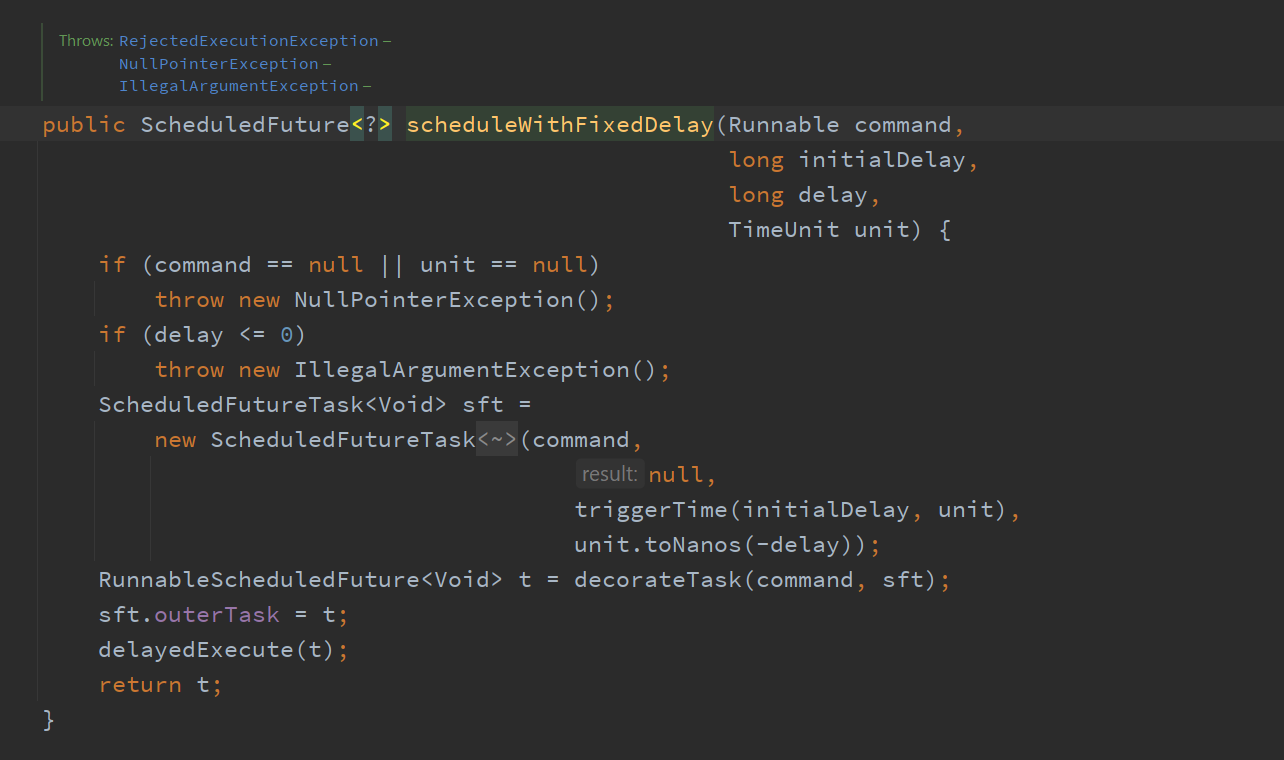 Throws: RejectedExecutionException –
NullPointerException –
IllegalArgumentException –
public ScheduledFuture<?> scheduleWithFixedDelay(Runnable command,
long initialDelay,
long delay,
TimeUnit unit) {
if (command == null || unit == null)
throw new NullPointerException();
if (delay <= 0)
throw new IllegalArgumentException();
ScheduledFutureTask<Void> sft =
new ScheduledFutureTask<~>(command,
result: null,
triggerTime(initialDelay, unit),
unit.toNanos(-delay));
RunnableScheduledFuture<Void> t = decorateTask(command, sft);
sft.outerTask = t;
delayedExecute(t);
return t;
}